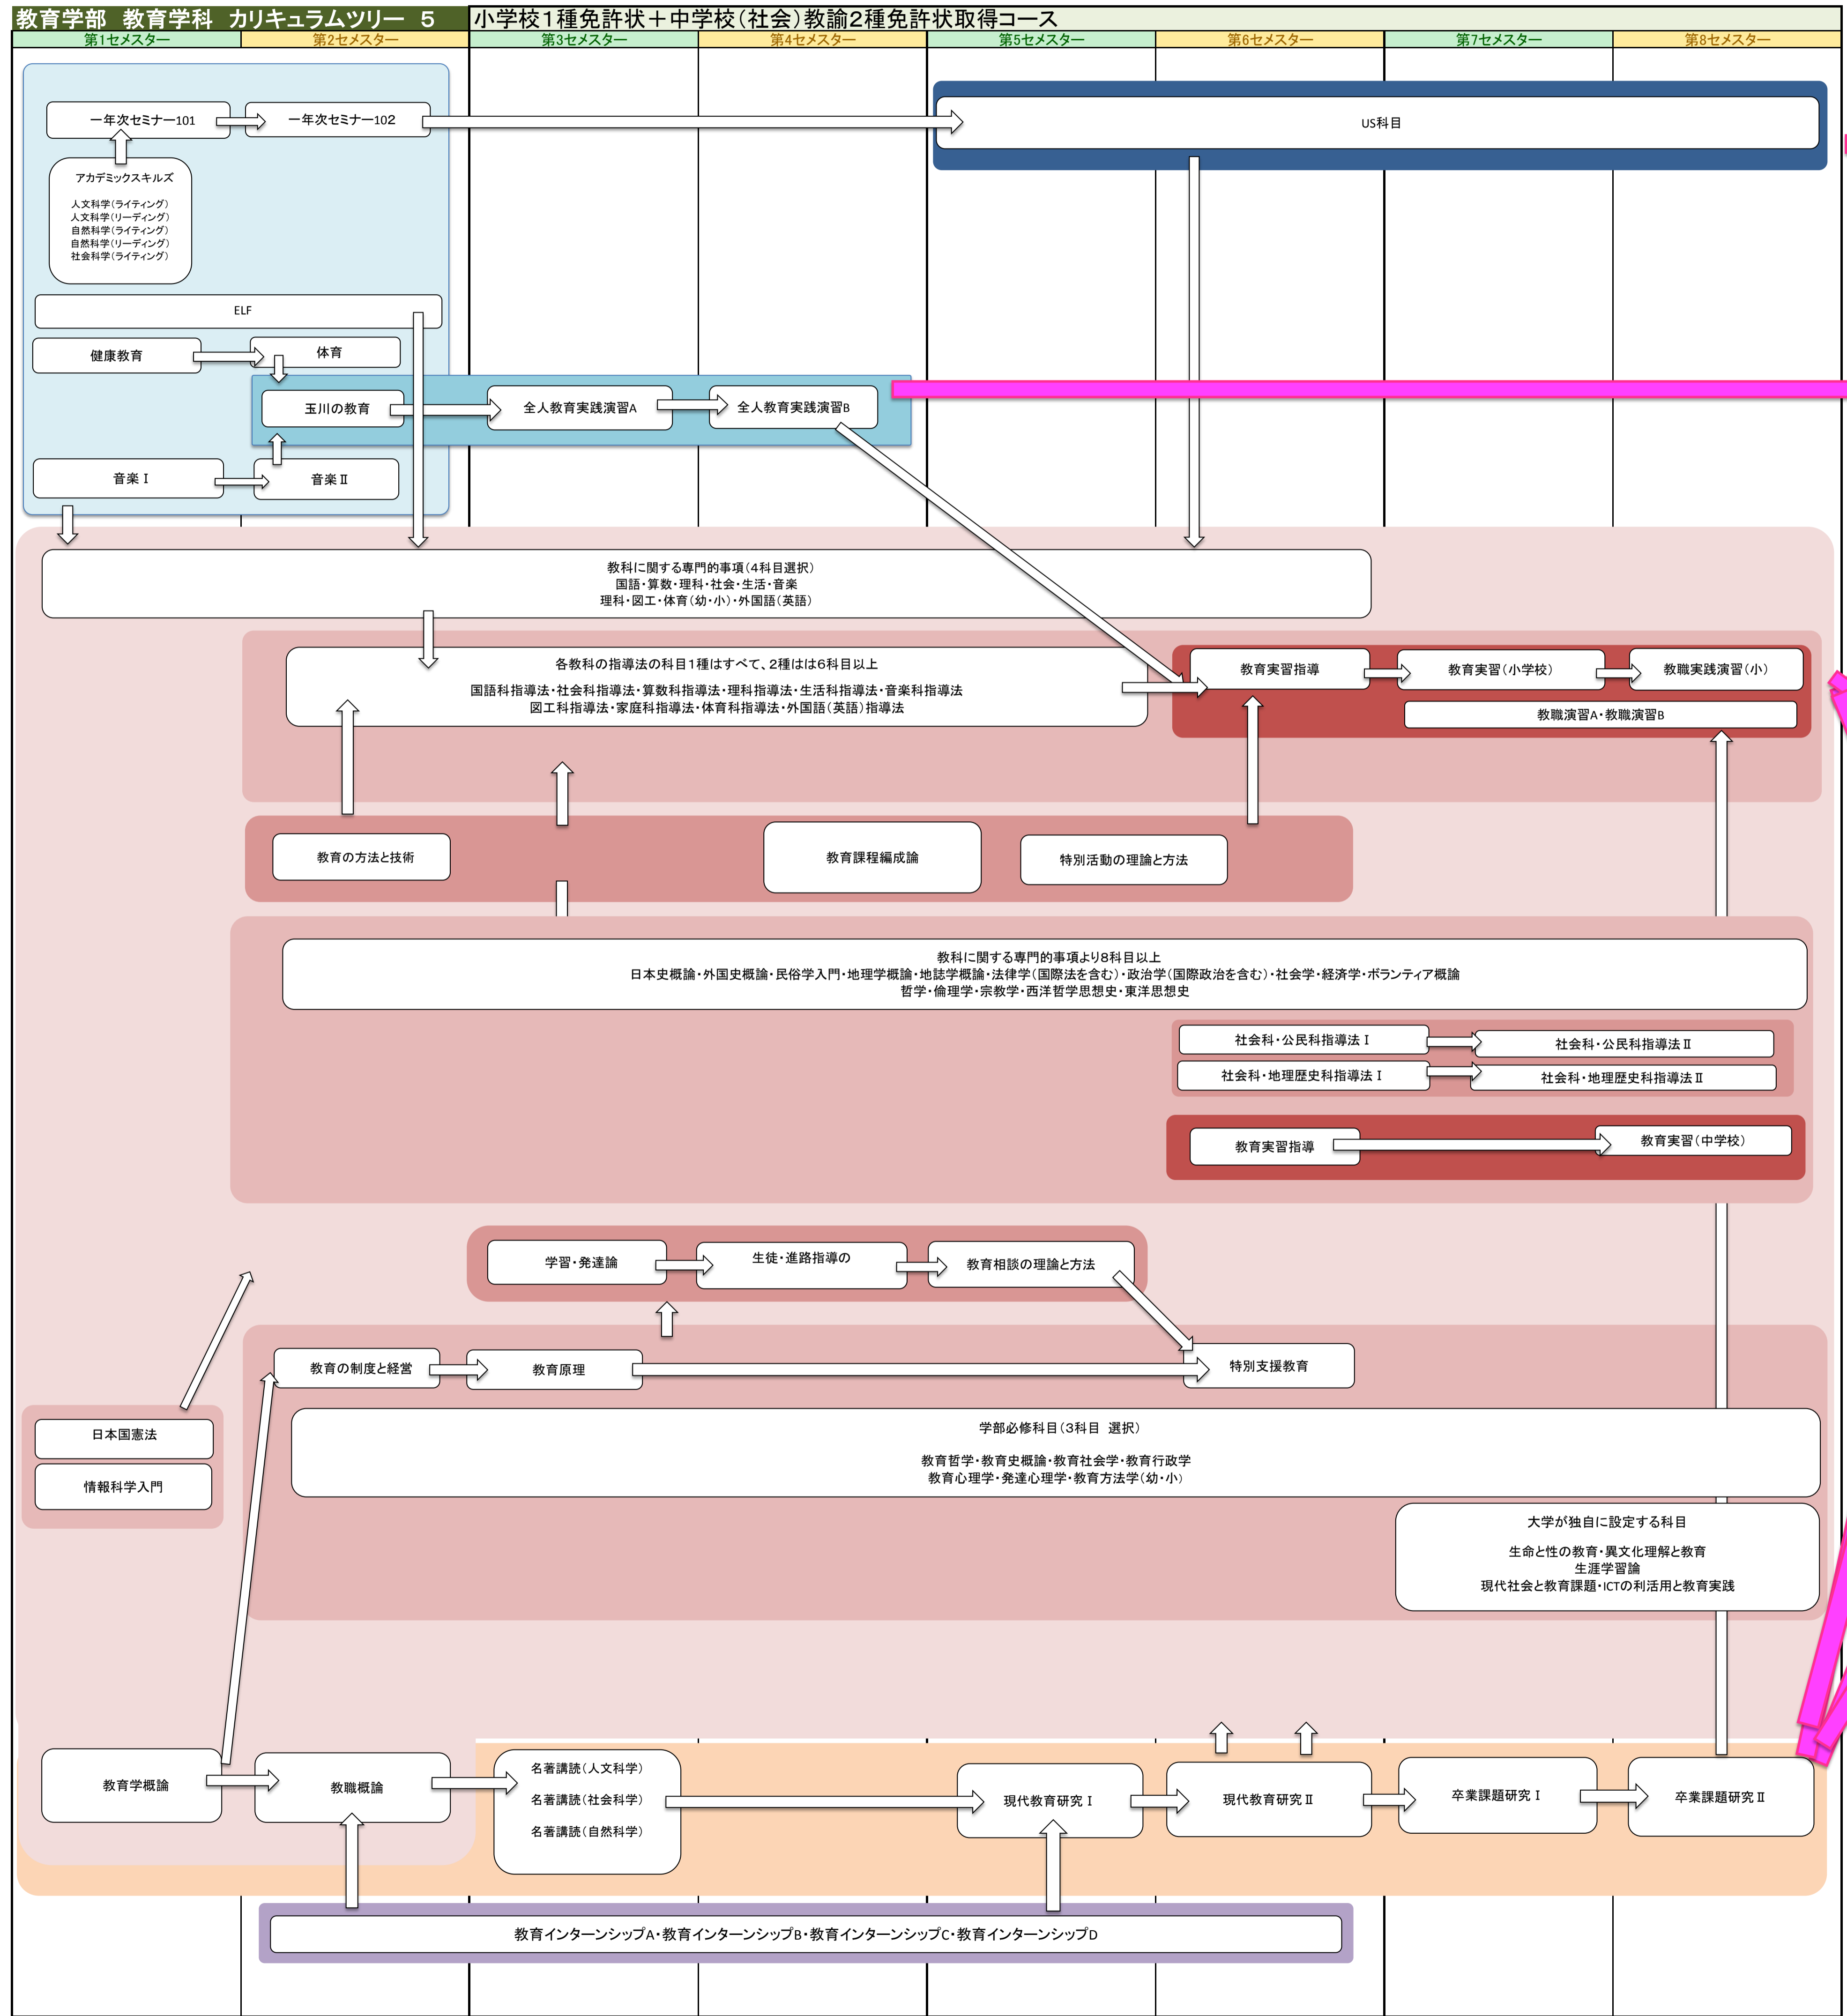 教育学部　教育学科　カリキュラムツリー　５
小学校１種免許状＋中学校（社会）教諭２種免許状取得コース
第1セメスター
第2セメスター
第3セメスター
第4セメスター
第5セメスター
第6セメスター
第7セメスター
第8セメスター
一年次セミナー101
一年次セミナー102
US科目
アカデミックスキルズ
人文科学（ライティング）
人文科学（リーディング）
自然科学（ライティング）
自然科学（リーディング）
社会科学（ライティング）
ELF
健康教育
体育
玉川の教育
全人教育実践演習A
全人教育実践演習B
音楽Ⅰ
音楽Ⅱ
教科に関する専門的事項（4科目選択）
国語・算数・理科・社会・生活・音楽
理科・図工・体育（幼・小）・外国語（英語）
各教科の指導法の科目1種はすべて、2種はは6科目以上
国語科指導法・社会科指導法・算数科指導法・理科指導法・生活科指導法・音楽科指導法
図工科指導法・家庭科指導法・体育科指導法・外国語（英語）指導法
教育実習指導
教育実習（小学校）
教職実践演習（小）
教職演習A・教職演習B
教育の方法と技術
教育課程編成論
特別活動の理論と方法
教科に関する専門的事項より8科目以上
日本史概論・外国史概論・民俗学入門・地理学概論・地誌学概論・法律学（国際法を含む）・政治学（国際政治を含む）・社会学・経済学・ボランティア概論
哲学・倫理学・宗教学・西洋哲学思想史・東洋思想史
社会科・公民科指導法Ⅰ
社会科・公民科指導法Ⅱ
社会科・地理歴史科指導法Ⅰ
社会科・地理歴史科指導法Ⅱ
教育実習指導
教育実習（中学校）
学習・発達論
生徒・進路指導の
教育相談の理論と方法
教育の制度と経営
教育原理
特別支援教育
日本国憲法
情報科学入門
学部必修科目（3科目　選択）
教育哲学・教育史概論・教育社会学・教育行政学
教育心理学・発達心理学・教育方法学（幼・小）
大学が独自に設定する科目
生命と性の教育・異文化理解と教育
生涯学習論
現代社会と教育課題・ICTの利活用と教育実践
教育学概論
教職概論
名著講読（人文科学）
名著講読（社会科学）
名著講読（自然科学）
現代教育研究Ⅰ
現代教育研究Ⅱ
卒業課題研究Ⅰ
卒業課題研究Ⅱ
教育インターンシップA・教育インターンシップB・教育インターンシップC・教育インターンシップD